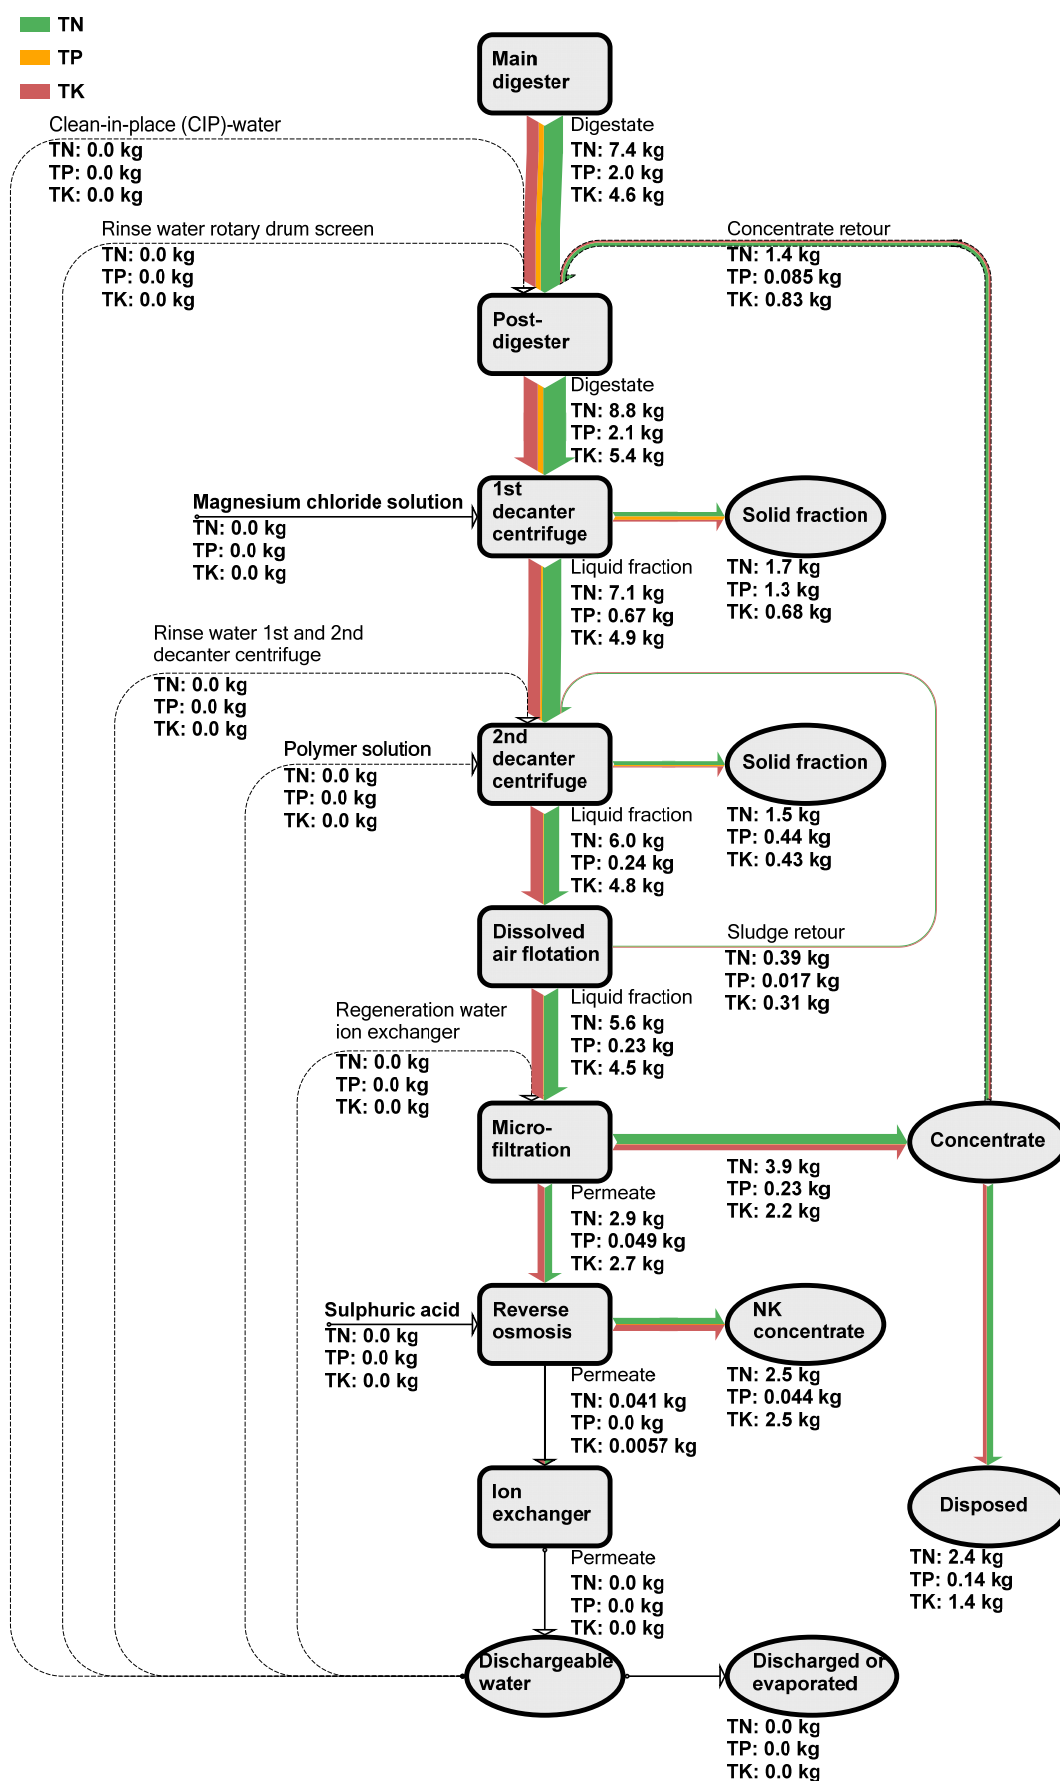 TN
TP
TK
Main
digester
Clean-in-place (CIP)-water
TN: 0.0 kg
TP: 0.0 kg
TK: 0.0 kg
Digestate
TN: 7.4 kg
TP: 2.0 kg
TK: 4.6 kg
Rinse water rotary drum screen
TN: 0.0 kg
TP: 0.0 kg
TK: 0.0 kg
Concentrate retour
TN: 1.4 kg
TP: 0.085 kg
TK: 0.83 kg
Post-
digester
Digestate
TN: 8.8 kg
TP: 2.1 kg
TK: 5.4 kg
Magnesium chloride solution
TN: 0.0 kg
TP: 0.0 kg
TK: 0.0 kg
1st
decanter
centrifuge
Solid fraction
TN: 1.7 kg
TP: 1.3 kg
TK: 0.68 kg
Liquid fraction
TN: 7.1 kg
TP: 0.67 kg
TK: 4.9 kg
Rinse water 1st and 2nd
decanter centrifuge
TN: 0.0 kg
TP: 0.0 kg
TK: 0.0 kg
Polymer solution
TN: 0.0 kg
TP: 0.0 kg
TK: 0.0 kg
2nd
decanter
centrifuge
Solid fraction
TN: 1.5 kg
TP: 0.44 kg
TK: 0.43 kg
Liquid fraction
TN: 6.0 kg
TP: 0.24 kg
TK: 4.8 kg
Dissolved
air flotation
Sludge retour
TN: 0.39 kg
TP: 0.017 kg
TK: 0.31 kg
Liquid fraction
TN: 5.6 kg
TP: 0.23 kg
TK: 4.5 kg
Regeneration water
ion exchanger
TN: 0.0 kg
TP: 0.0 kg
TK: 0.0 kg
Micro-
filtration
TN: 3.9 kg
TP: 0.23 kg
TK: 2.2 kg
Concentrate
Permeate
TN: 2.9 kg
TP: 0.049 kg
TK: 2.7 kg
Sulphuric acid
TN: 0.0 kg
TP: 0.0 kg
TK: 0.0 kg
Reverse
osmosis
NK
concentrate
TN: 2.5 kg
TP: 0.044 kg
TK: 2.5 kg
Permeate
TN: 0.041 kg
TP: 0.0 kg
TK: 0.0057 kg
Ion
exchanger
Disposed
TN: 2.4 kg
TP: 0.14 kg
TK: 1.4 kg
Permeate
TN: 0.0 kg
TP: 0.0 kg
TK: 0.0 kg
Dischargeable
water
Discharged or
evaporated
TN: 0.0 kg
TP: 0.0 kg
TK: 0.0 kg